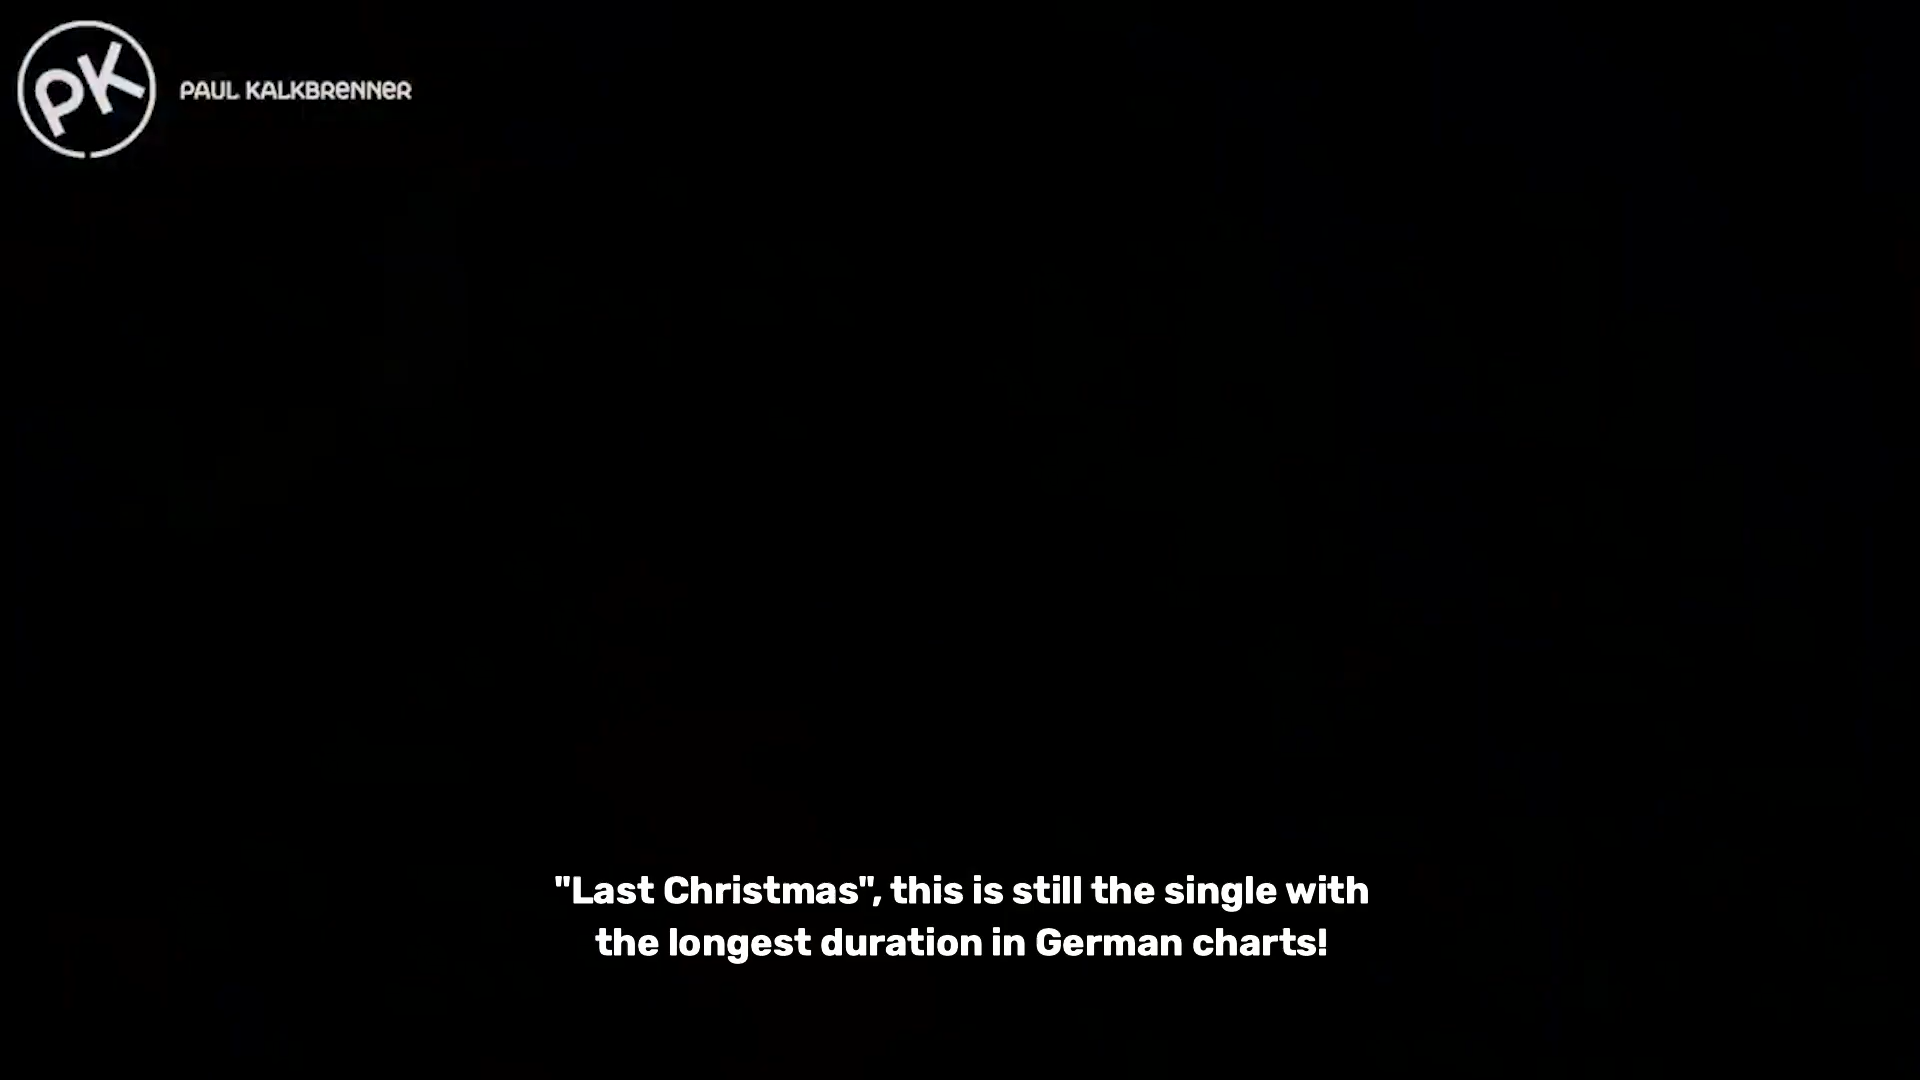 PK
PAUL KALKBRENNER
"Last Christmas", this is still the single with
the longest duration in German charts!